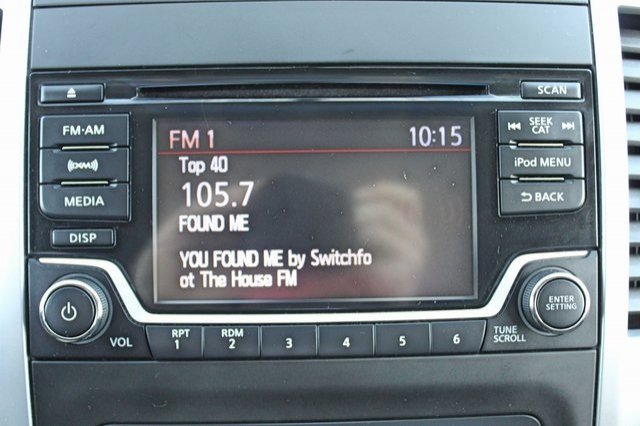 SCAN
FM·AM
SEEK
CAT
FM 1
10:15
Top 40
XM
iPod MENU
105.7
MEDIA
BACK
FOUND ME
DISP
YOU FOUND ME by Switchfo
ot The House FM
ENTER
SETTING
VOL
RPT
1
RDM
2
3
4
5
6
TUNE
SCROLL